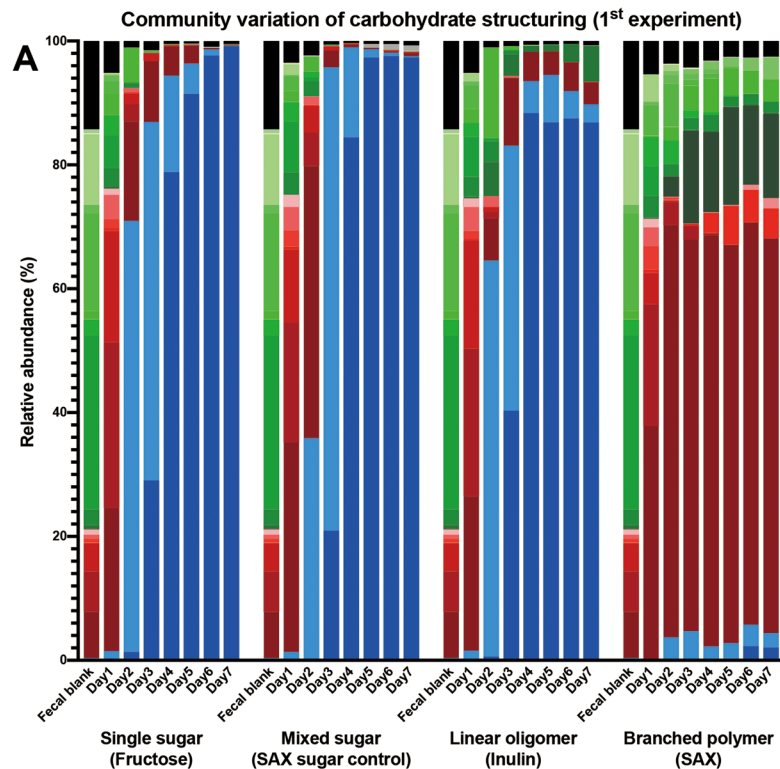 Community variation of carbohydrate structuring (1st experiment)
A
Relative abundance (%)
100
80
60
40
20
0
Fecal blank Day1 Day2 Day3 Day4 Day5 Day6 Day7
Fecal blank Day1 Day2 Day3 Day4 Day5 Day6 Day7
Fecal blank Day1 Day2 Day3 Day4 Day5 Day6 Day7
Fecal blank Day1 Day2 Day3 Day4 Day5 Day6 Day7
Single sugar
(Fructose)
Mixed sugar
(SAX sugar control)
Linear oligomer
(Inulin)
Branched polymer
(SAX)